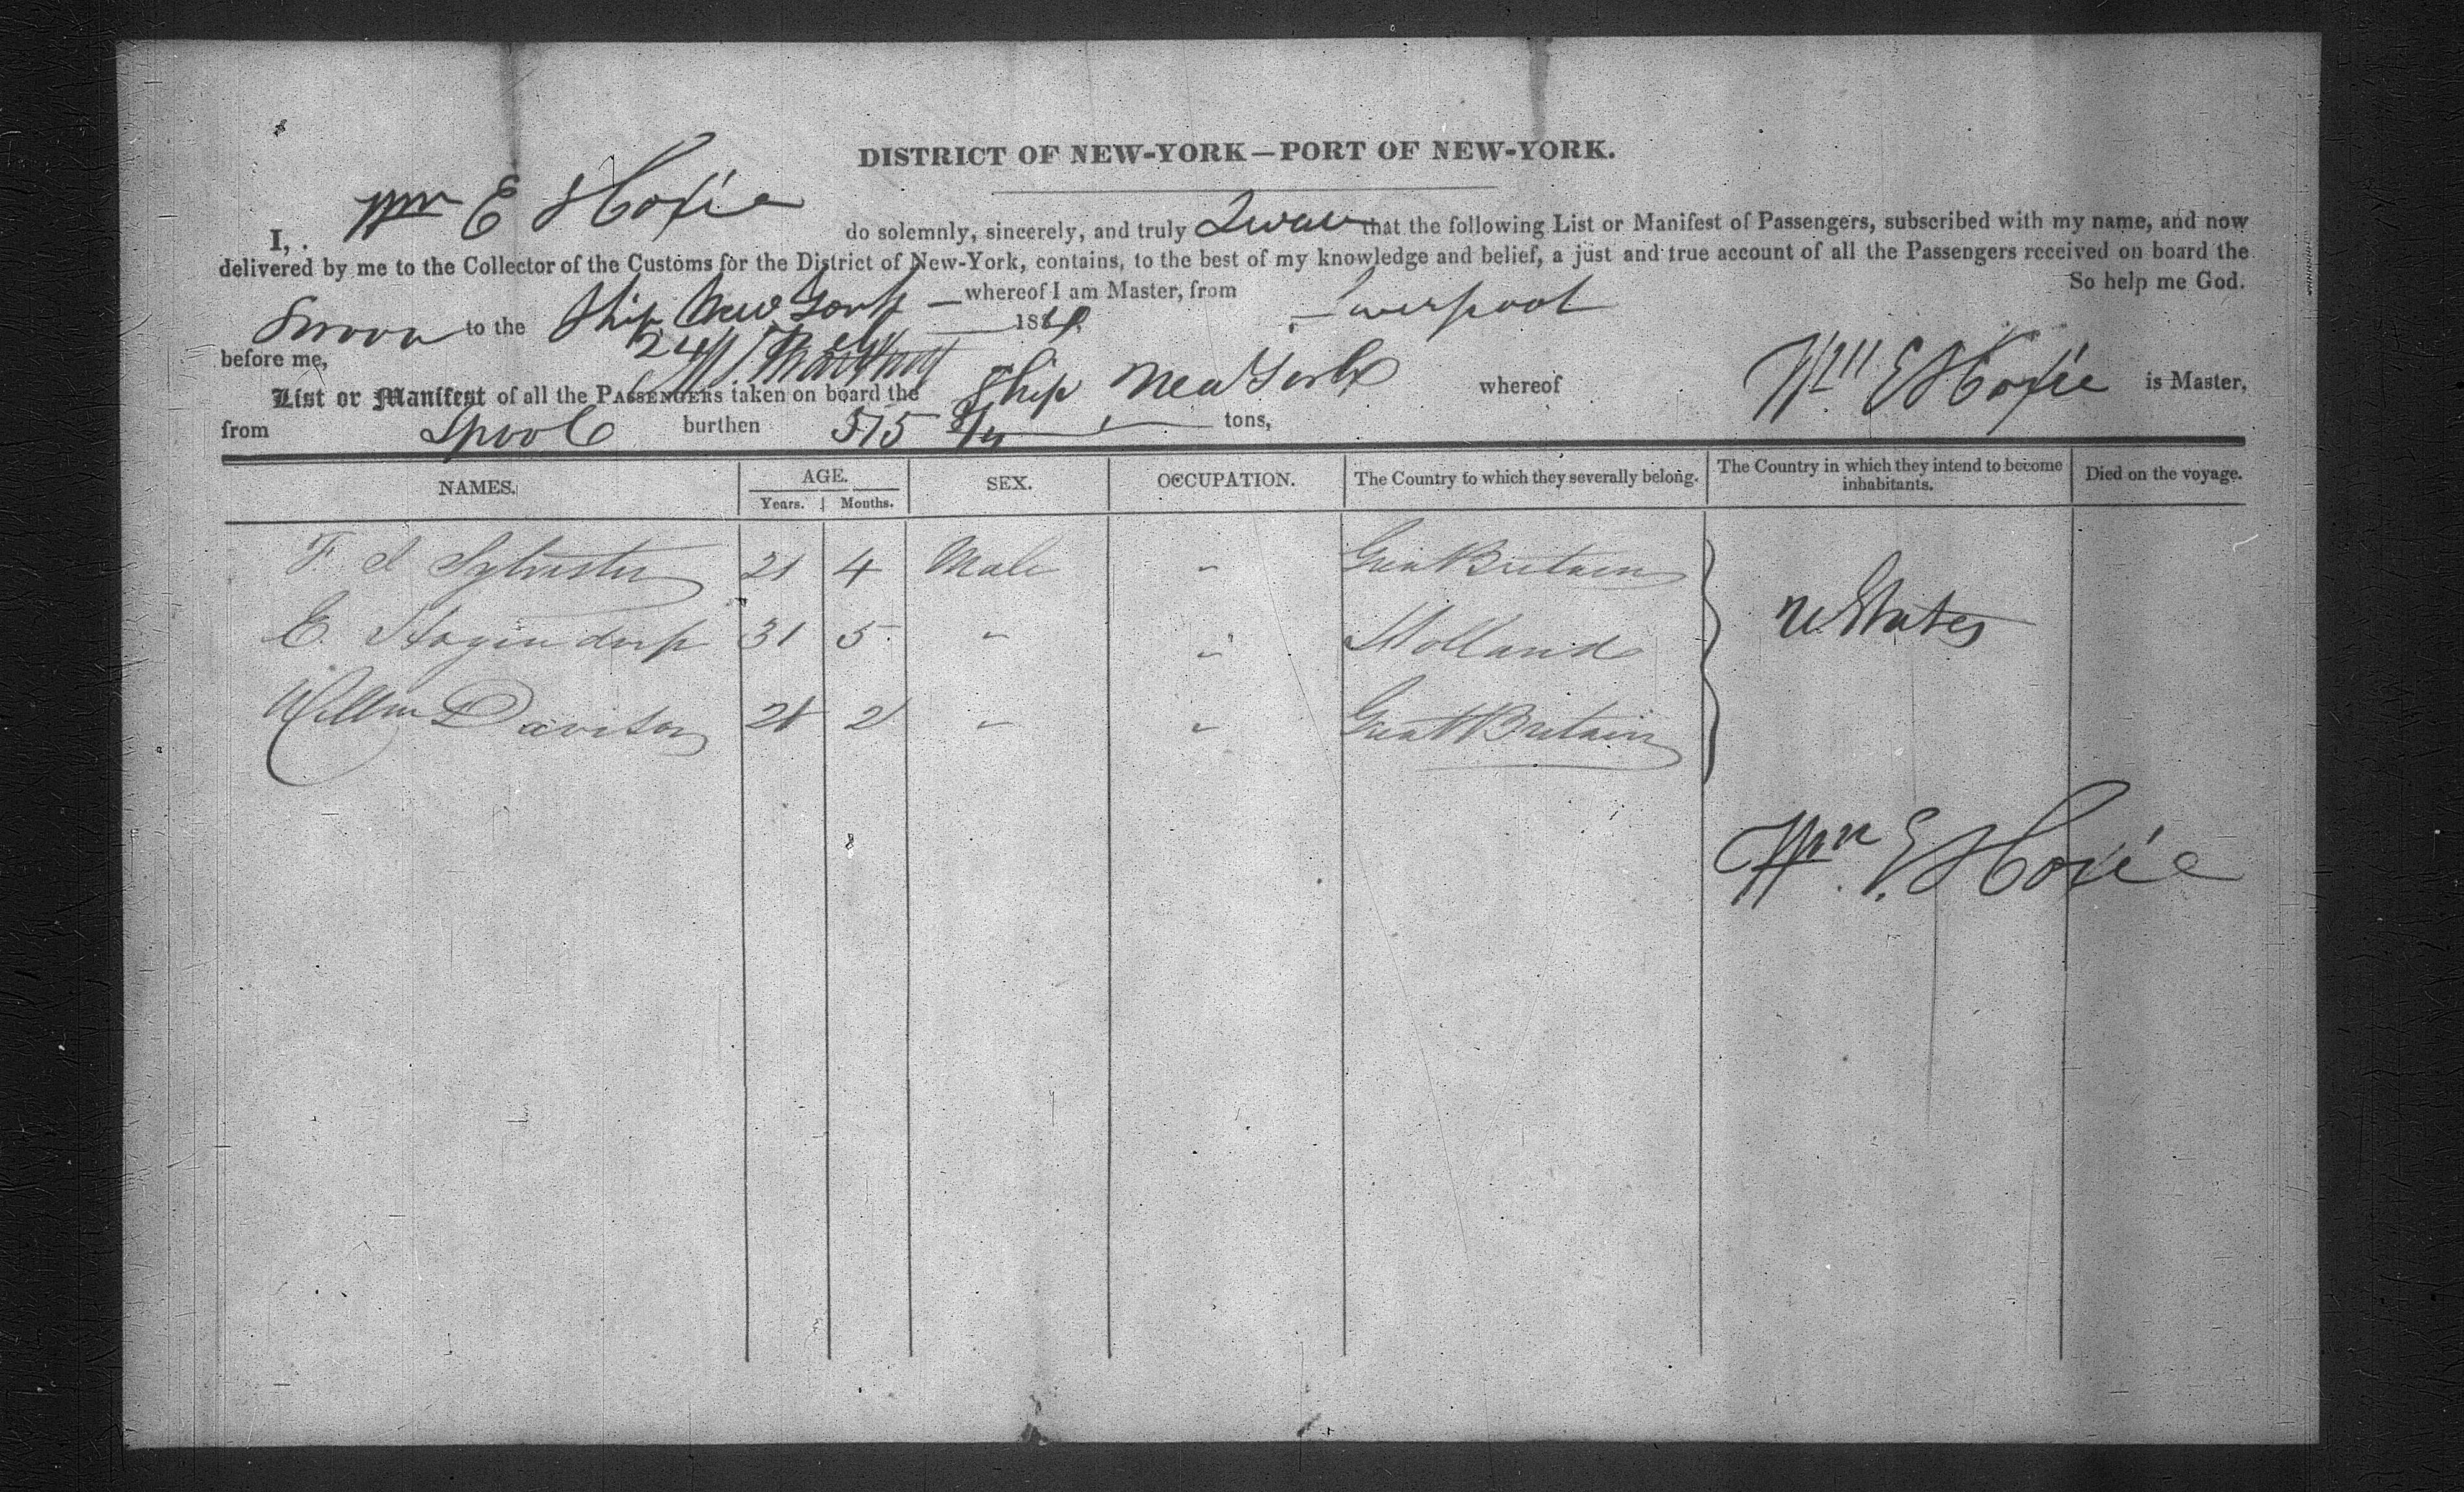 DISTRICT OF NEW-YORK—PORT OF NEW-YORK.
I, Wm E Hoxie do solemnly, sincerely, and truly Swear that the following List or Manifest of Passengers, subscribed with my name, and now
delivered by me to the Collector of the Customs for the District of New-York, contains, to the best of my knowledge and belief, a just and true account of all the Passengers received on board the
Ship New York whereof I am Master, from Liverpool So help me God.
Sworn to the 24 18
before me,
List or Manifest of all the PASSENGERS taken on board the Ship New York whereof Wm E Hoxie is Master,
from Lpool burthen 575 tons,
NAMES. AGE. SEX. OCCUPATION. The Country to which they severally belong. The Country in which they intend to become inhabitants. Died on the voyage.
Years. Months.
F. Sylvester 21 4 Male " Great Britain
E. Hogendorp 31 5 " " Holland
U States
Willm Davison 2 " " Great Britain
Wm. E. Hoxie